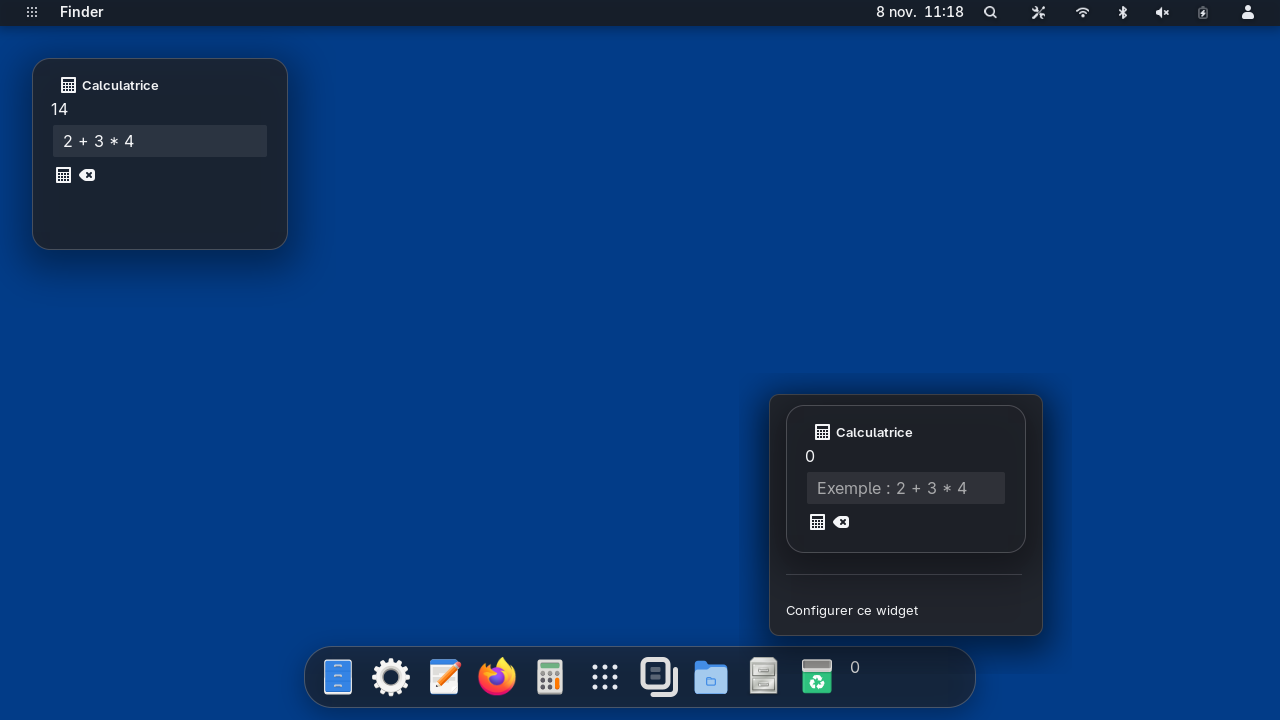 Finder
8 nov. 11:18
Calculatrice
14
2 + 3 * 4
Calculatrice
0
Exemple : 2 + 3 * 4
Configurer ce widget
0